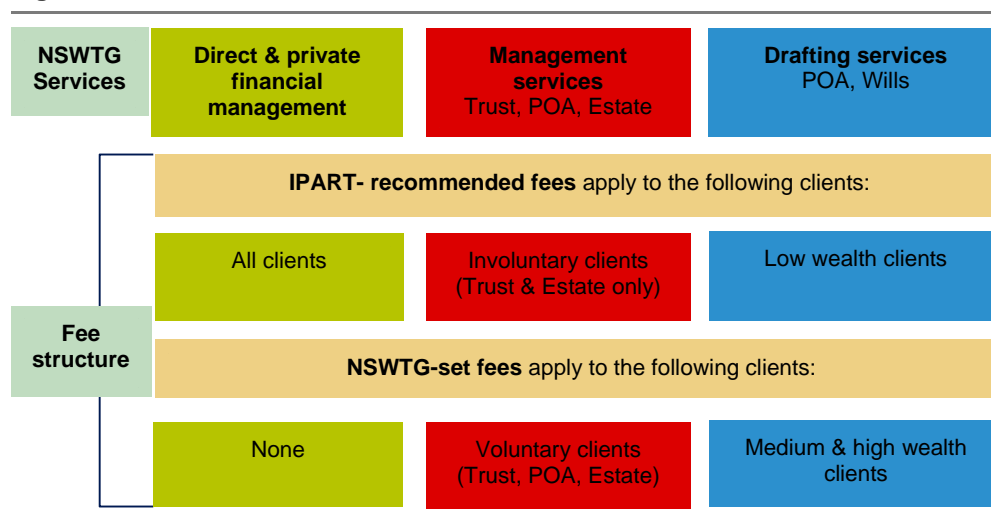 NSWTG
Services
Direct & private
financial
management
Management
services
Trust, POA, Estate
Drafting services
POA, Wills
IPART- recommended fees apply to the following clients:
All clients
Involuntary clients
(Trust & Estate only)
Low wealth clients
Fee
structure
NSWTG-set fees apply to the following clients:
None
Voluntary clients
(Trust, POA, Estate)
Medium & high wealth
clients